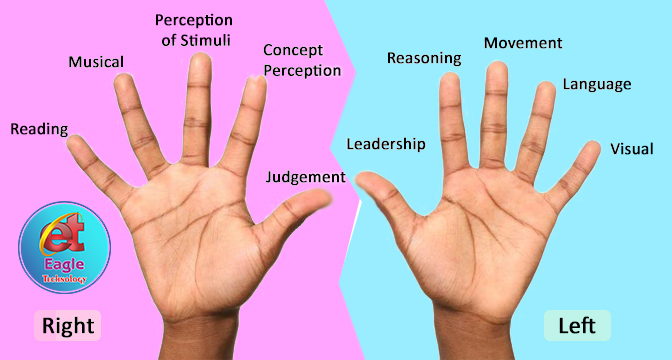 Perception
of Stimuli
Musical
Concept
Perception
Reading
Judgement
et
Eagle
Technology
Right
Movement
Reasoning
Language
Leadership
Visual
Left